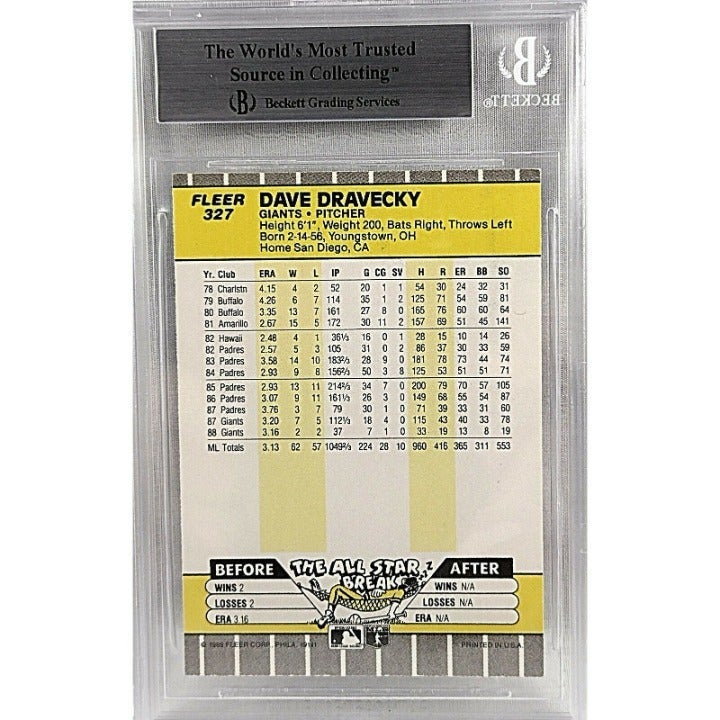 The World's Most Trusted
Source in Collecting™
B Beckett Grading Services
B
BECKETT®
FLEER
327
DAVE DRAVECKY
GIANTS • PITCHER
Height 6'1", Weight 200, Bats Right, Throws Left
Born 2-14-56, Youngstown, OH
Home San Diego, CA
Yr. Club ERA W L IP G CG SV H R ER BB SO
78 Charlstn 4.15 4 2 52 20 1 1 54 30 24 32 31
79 Buffalo 4.26 6 7 114 35 1 2 125 71 54 59 81
80 Buffalo 3.35 13 7 161 27 8 0 165 76 60 60 64
81 Amarillo 2.67 15 5 172 30 11 2 157 69 51 45 141
82 Hawaii 2.48 4 1 36⅓ 16 0 1 28 15 10 14 26
82 Padres 2.57 5 3 105 31 0 2 86 37 30 33 59
83 Padres 3.58 14 10 183⅔ 28 9 0 181 78 73 44 74
84 Padres 2.93 9 8 156⅔ 50 3 8 125 53 51 51 71
85 Padres 2.93 13 11 214⅔ 34 7 0 200 79 70 57 105
86 Padres 3.07 9 11 161⅓ 26 3 0 149 68 55 54 87
87 Padres 3.76 3 7 79 30 1 0 71 39 33 31 60
87 Giants 3.20 7 5 112⅓ 18 4 0 115 43 40 33 78
88 Giants 3.16 2 2 37 7 1 0 33 19 13 8 19
ML Totals 3.13 62 57 1049⅔ 224 28 10 960 416 365 311 553
BEFORE THE ALL STAR BREAK AFTER
WINS 2 WINS N/A
LOSSES 2 LOSSES N/A
ERA 3.16 ERA N/A
© 1989 FLEER CORP. PHILA. 19141 PRINTED IN U.S.A.